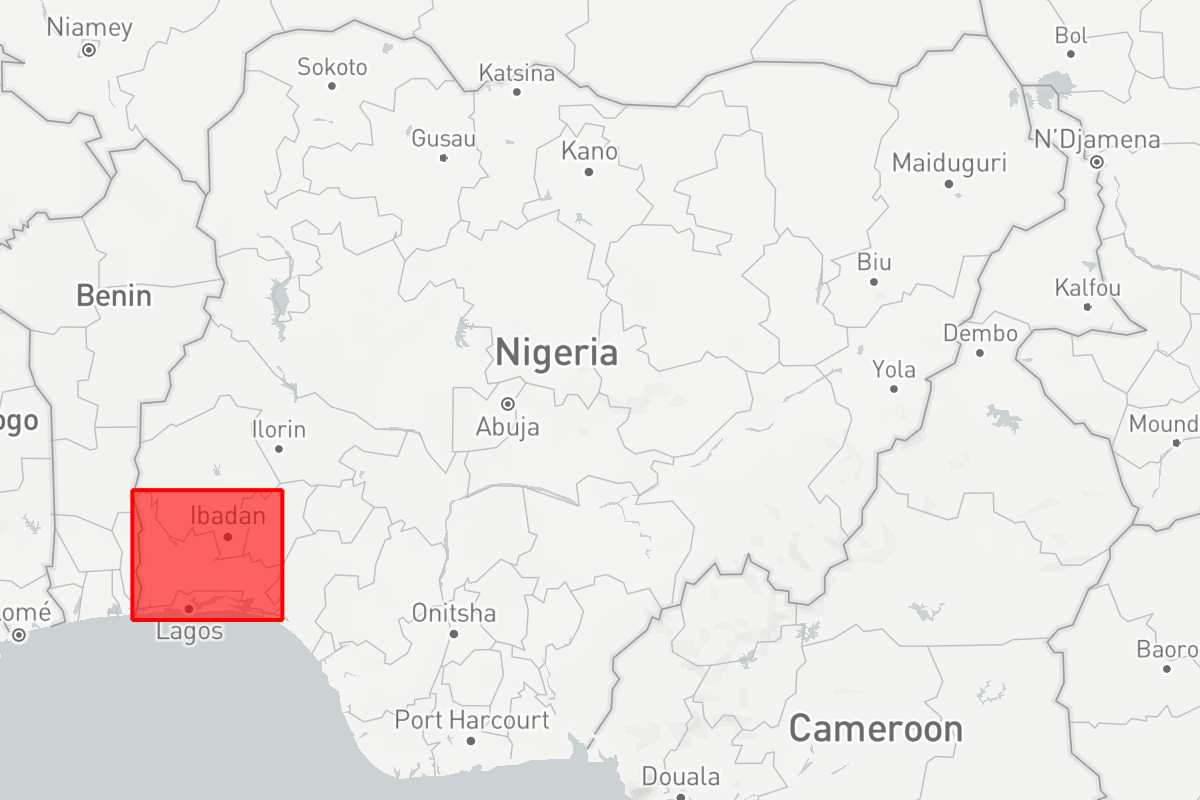 Niamey
Bol
Sokoto
Katsina
Gusau
Kano
N'Djamena
Maiduguri
Biu
Benin
Kalfou
Nigeria
Dembo
Yola
ogo
Abuja
Ilorin
Mound
Ibadan
omé
Onitsha
Lagos
Baoro
Port Harcourt
Cameroon
Douala